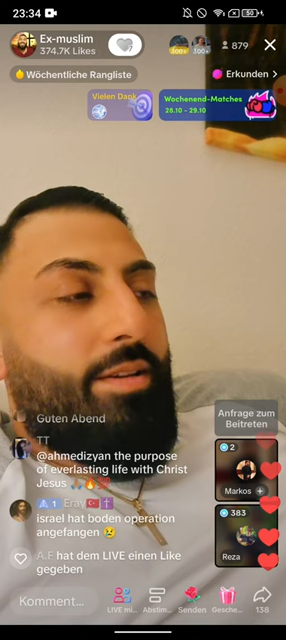 23:34
50
Ex-muslim
374.7K Likes
300+
300+
879
Wöchentliche Rangliste
Erkunden >
Vielen Dank
Wochenend-Matches
28.10 - 29.10
Guten Abend
TT
@ahmedizyan the purpose
of everlasting life with Christ
Jesus 🙏🔥
Anfrage zum
Beitreten
2
Markos +
1 Eray🇹🇷✝️
israel hat boden operation
angefangen 😢
383
Reza
A.F hat dem LIVE einen Like
gegeben
Komment...
LIVE mi...
Abstim...
Senden
Gesche...
138